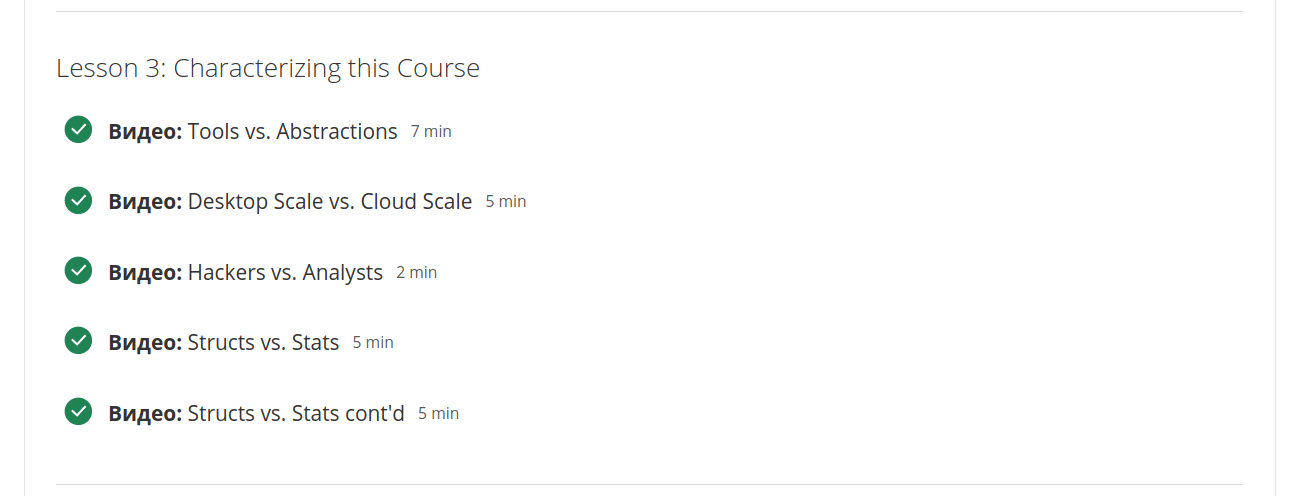 Lesson 3: Characterizing this Course
Видео: Tools vs. Abstractions 7 min
Видео: Desktop Scale vs. Cloud Scale 5 min
Видео: Hackers vs. Analysts 2 min
Видео: Structs vs. Stats 5 min
Видео: Structs vs. Stats cont'd 5 min